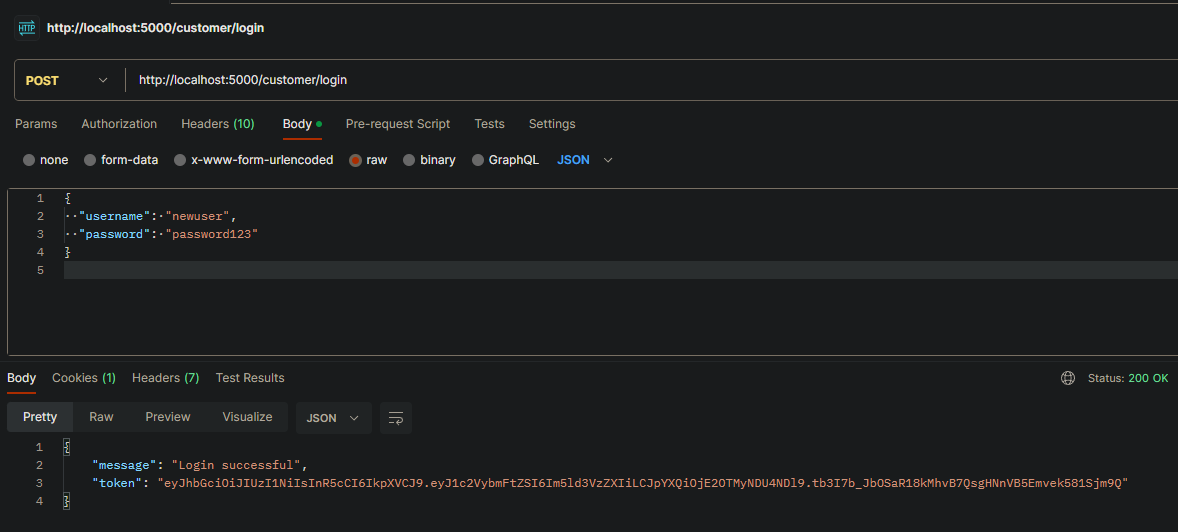 HTTP http://localhost:5000/customer/login
POST http://localhost:5000/customer/login
Params Authorization Headers (10) Body Pre-request Script Tests Settings
none form-data x-www-form-urlencoded raw binary GraphQL JSON
1 {
2 "username": "newuser",
3 "password": "password123"
4 }
5
Body Cookies (1) Headers (7) Test Results Status: 200 OK
Pretty Raw Preview Visualize JSON
1 {
2 "message": "Login successful",
3 "token": "eyJhbGciOiJIUzI1NiIsInR5cCI6IkpXVCJ9.eyJ1c2VybmFtZSI6Im5ld3VzZXIiLCJpYXQiOjE2OTMyNDU4NDl9.tb3I7b_JbOSaR18kMhvB7QsgHNnVB5Emvek581Sjm9Q"
4 }